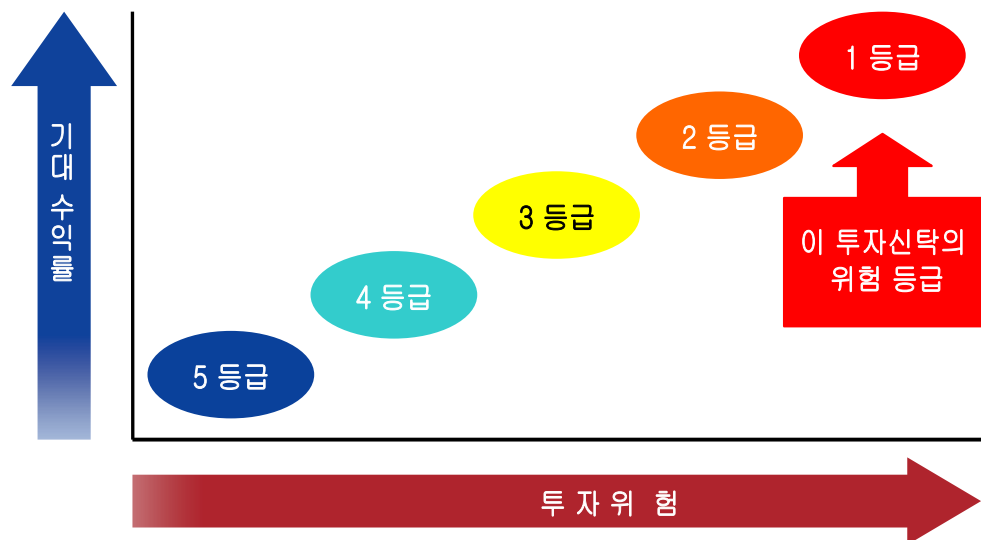 기대 수익률
1 등급
2 등급
3 등급
4 등급
5 등급
이 투자신탁의
위험 등급
투 자 위 험